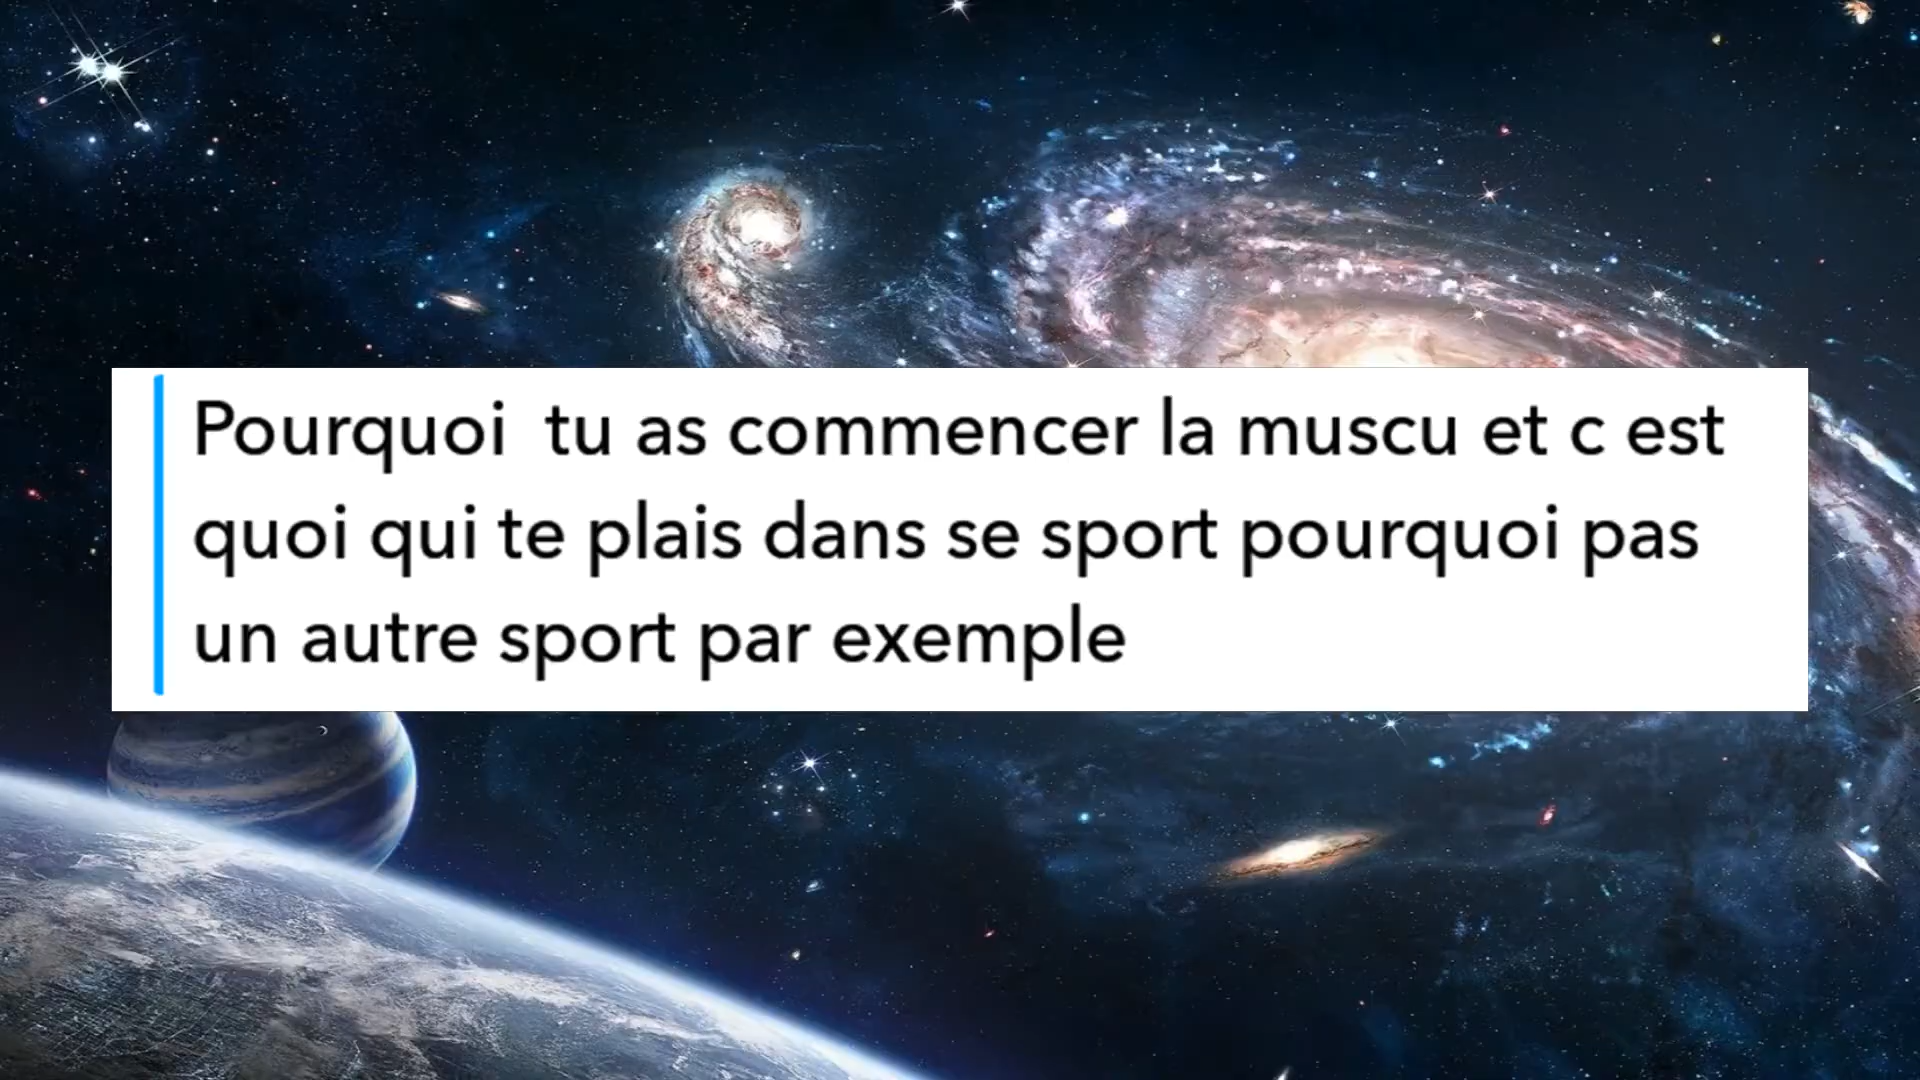 Pourquoi  tu as commencer la muscu et c est
quoi qui te plais dans se sport pourquoi pas
un autre sport par exemple